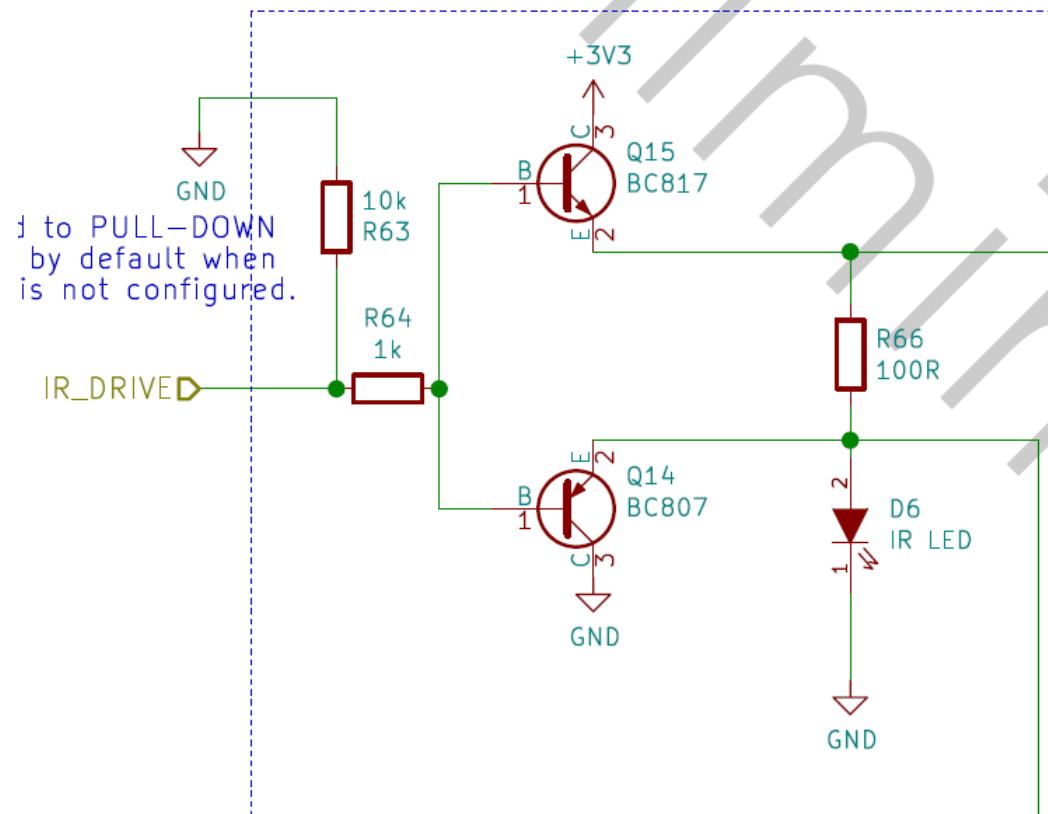 +3V3
C
3
B
1
Q15
BC817
E
2
GND
10k
R63
to PULL-DOWN
by default when
is not configured.
R64
1k
IR_DRIVE
R66
100R
E
2
B
1
Q14
BC807
C
3
GND
2
D6
IR LED
1
GND